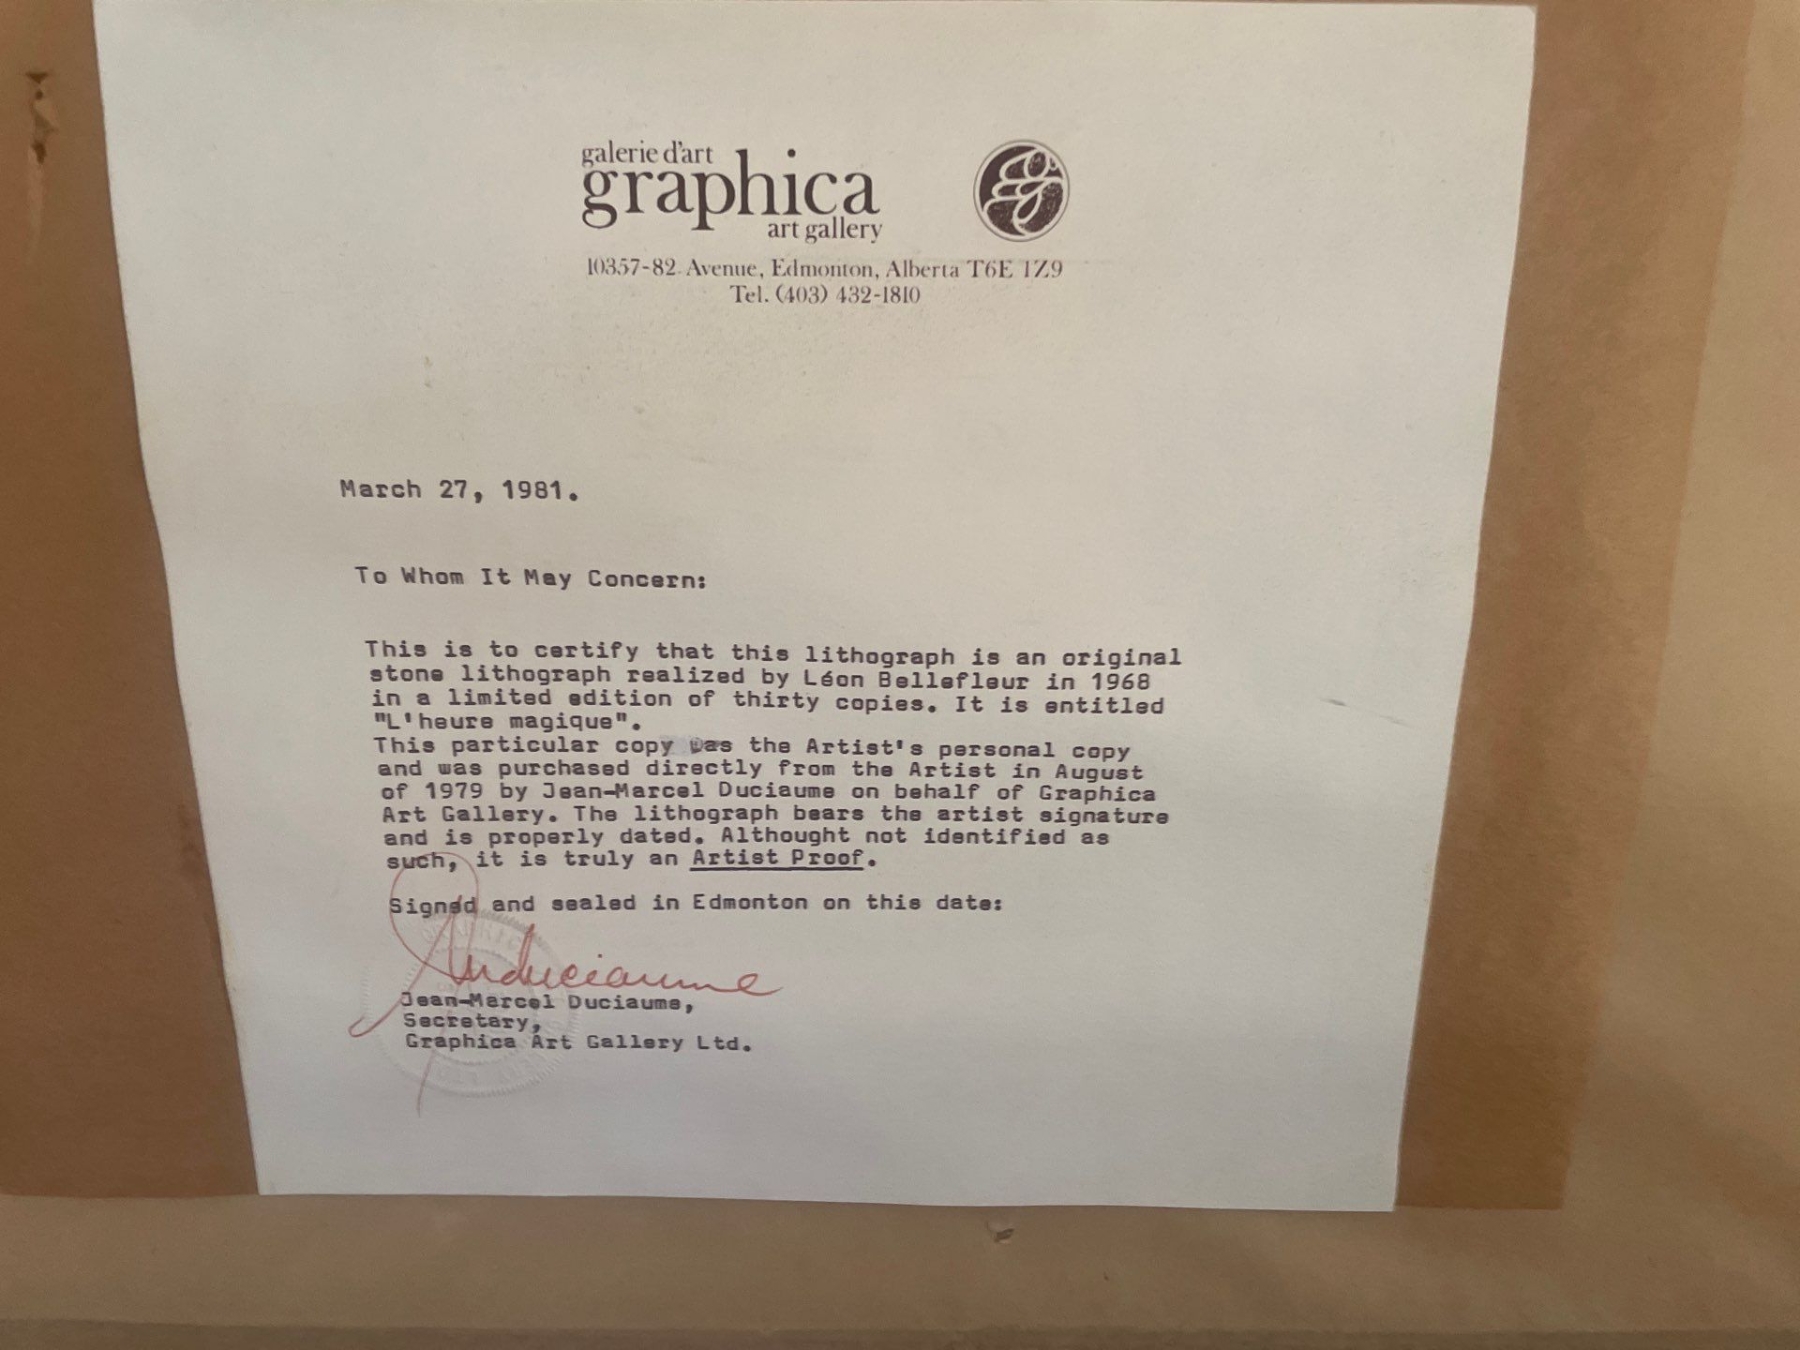 galerie d'art
graphica
art gallery
10357-82 Avenue, Edmonton, Alberta T6E 1Z9
Tel. (403) 432-1810
March 27, 1981.
To Whom It May Concern:
This is to certify that this lithograph is an original
stone lithograph realized by Léon Bellefleur in 1968
in a limited edition of thirty copies. It is entitled
"L'heure magique".
This particular copy was the Artist's personal copy
and was purchased directly from the Artist in August
of 1979 by Jean-Marcel Duciaume on behalf of Graphica
Art Gallery. The lithograph bears the artist signature
and is properly dated. Althought not identified as
such, it is truly an Artist Proof.
Signed and sealed in Edmonton on this date:
Jean-Marcel Duciaume,
Secretary,
Graphica Art Gallery Ltd.